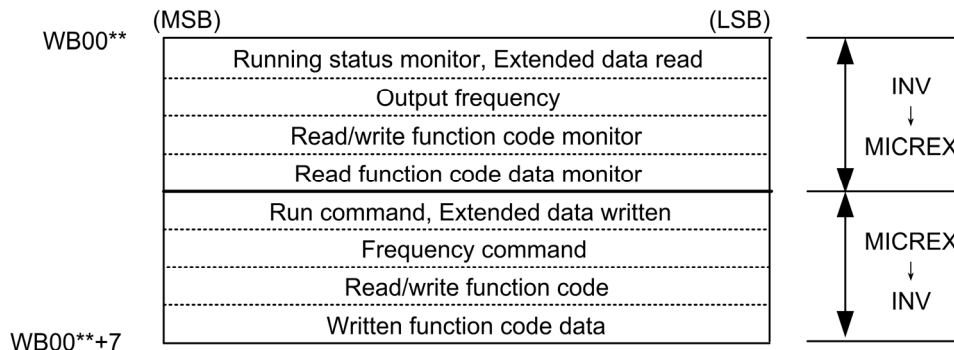 (MSB) (LSB)
WB00**
Running status monitor, Extended data read
Output frequency
Read/write function code monitor
Read function code data monitor
INV
↓
MICREX
Run command, Extended data written
Frequency command
Read/write function code
Written function code data
MICREX
↓
INV
WB00**+7